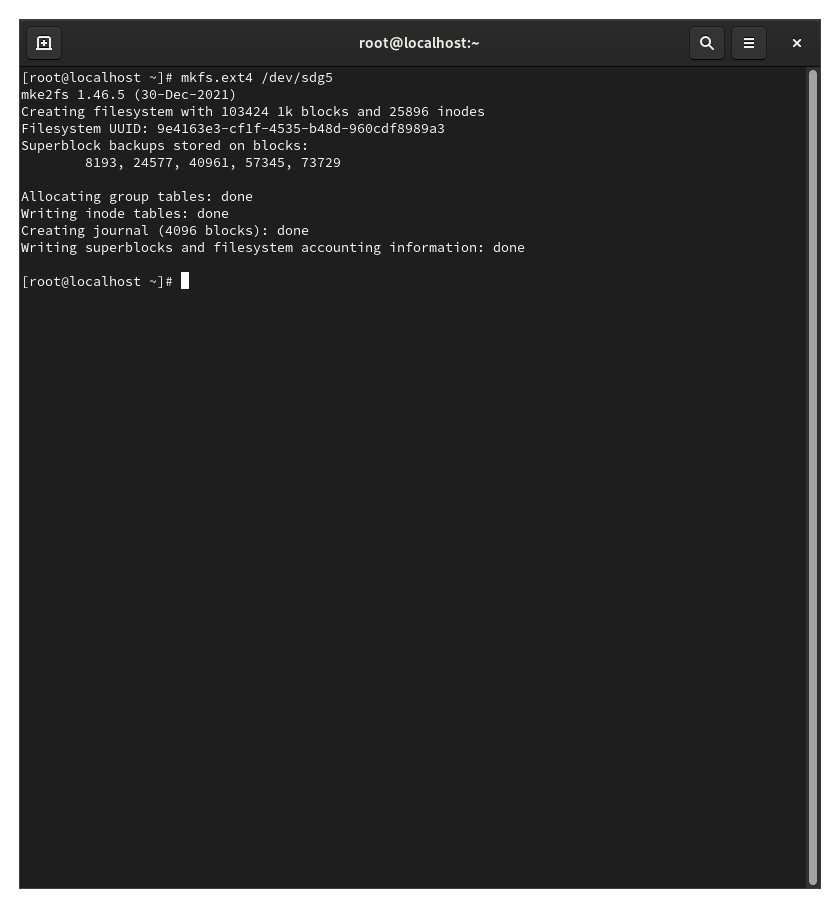 root@localhost:~
[root@localhost ~]# mkfs.ext4 /dev/sdg5
mke2fs 1.46.5 (30-Dec-2021)
Creating filesystem with 103424 1k blocks and 25896 inodes
Filesystem UUID: 9e4163e3-cf1f-4535-b48d-960cdf8989a3
Superblock backups stored on blocks:
        8193, 24577, 40961, 57345, 73729

Allocating group tables: done
Writing inode tables: done
Creating journal (4096 blocks): done
Writing superblocks and filesystem accounting information: done

[root@localhost ~]#